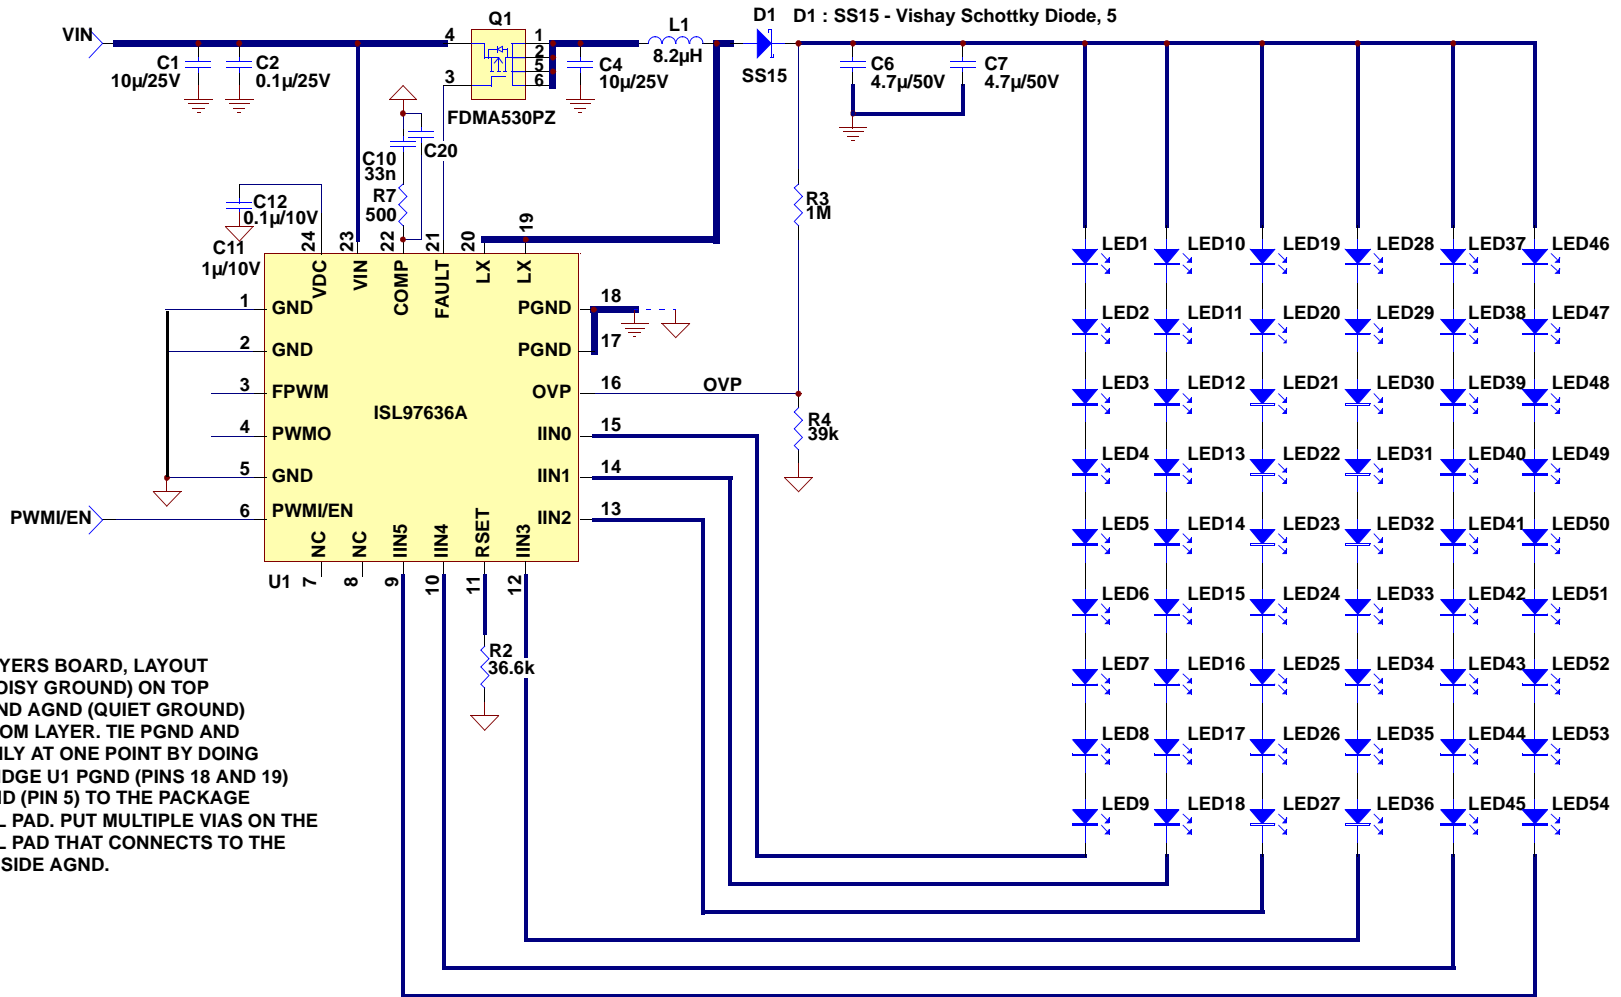 D1 D1 : SS15 - Vishay Schottky Diode, 5
Q1
L1
VIN
4
1
2
5
6
3
8.2µH
SS15
C1
10µ/25V
C2
0.1µ/25V
C4
10µ/25V
C6
4.7µ/50V
C7
4.7µ/50V
FDMA530PZ
C20
C10
33n
R7
500
C12
0.1µ/10V
C11
1µ/10V
R3
1M
24 23 22 21 20 19
VDC VIN COMP FAULT LX LX
1 GND
2 GND
3 FPWM
4 PWMO
5 GND
6 PWMI/EN
PWMI/EN
ISL97636A
PGND 18
PGND 17
OVP 16 OVP
IIN0 15
IIN1 14
IIN2 13
R4
39k
NC NC IIN5 IIN4 RSET IIN3
U1 7 8 9 10 11 12
R2
36.6k
LED1 LED10 LED19 LED28 LED37 LED46
LED2 LED11 LED20 LED29 LED38 LED47
LED3 LED12 LED21 LED30 LED39 LED48
LED4 LED13 LED22 LED31 LED40 LED49
LED5 LED14 LED23 LED32 LED41 LED50
LED6 LED15 LED24 LED33 LED42 LED51
LED7 LED16 LED25 LED34 LED43 LED52
LED8 LED17 LED26 LED35 LED44 LED53
LED9 LED18 LED27 LED36 LED45 LED54
YERS BOARD, LAYOUT
OISY GROUND) ON TOP
ND AGND (QUIET GROUND)
OM LAYER. TIE PGND AND
NLY AT ONE POINT BY DOING
IDGE U1 PGND (PINS 18 AND 19)
ND (PIN 5) TO THE PACKAGE
L PAD. PUT MULTIPLE VIAS ON THE
L PAD THAT CONNECTS TO THE
SIDE AGND.